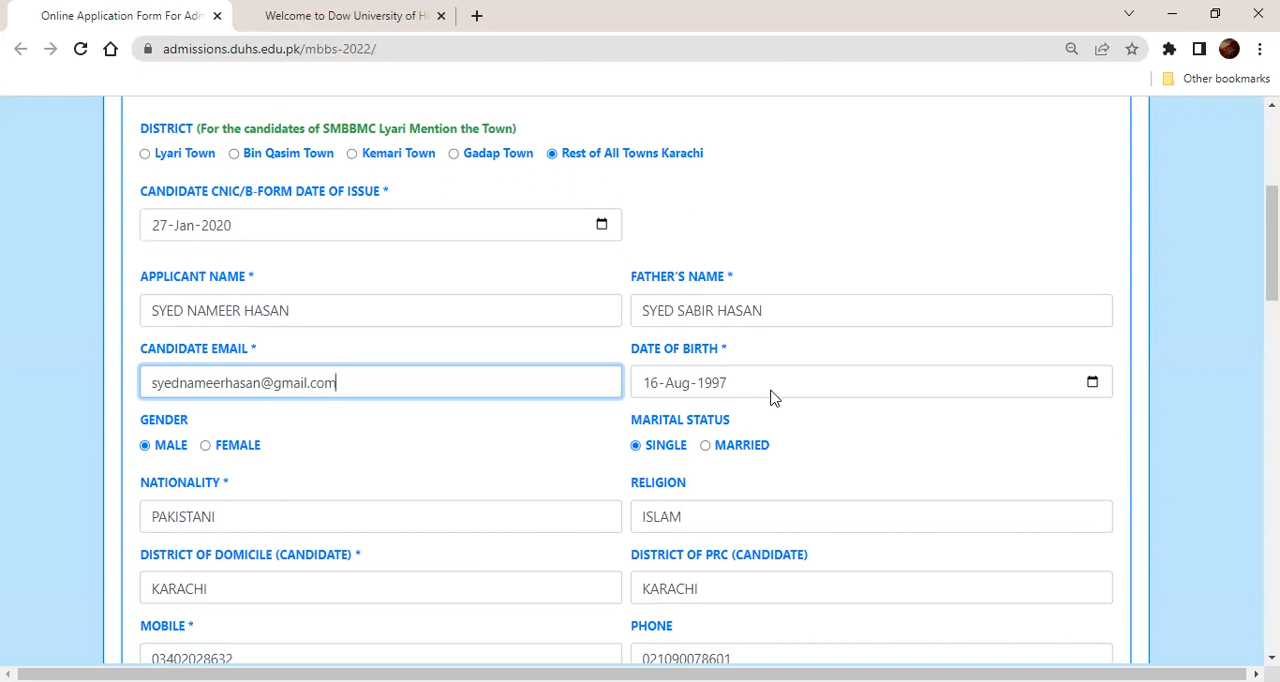 Online Application Form For Adm
Welcome to Dow University of He
admissions.duhs.edu.pk/mbbs-2022/
Other bookmarks
DISTRICT (For the candidates of SMBBMC Lyari Mention the Town)
Lyari Town Bin Qasim Town Kemari Town Gadap Town Rest of All Towns Karachi
CANDIDATE CNIC/B-FORM DATE OF ISSUE *
27-Jan-2020
APPLICANT NAME * FATHER'S NAME *
SYED NAMEER HASAN SYED SABIR HASAN
CANDIDATE EMAIL * DATE OF BIRTH *
syednameerhasan@gmail.com 16-Aug-1997
GENDER MARITAL STATUS
MALE FEMALE SINGLE MARRIED
NATIONALITY * RELIGION
PAKISTANI ISLAM
DISTRICT OF DOMICILE (CANDIDATE) * DISTRICT OF PRC (CANDIDATE)
KARACHI KARACHI
MOBILE * PHONE
03402028632 021090078601